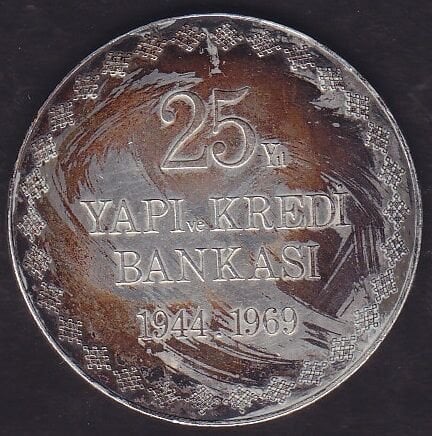 25 Yıl
YAPI ve KREDİ
BANKASI
1944-1969